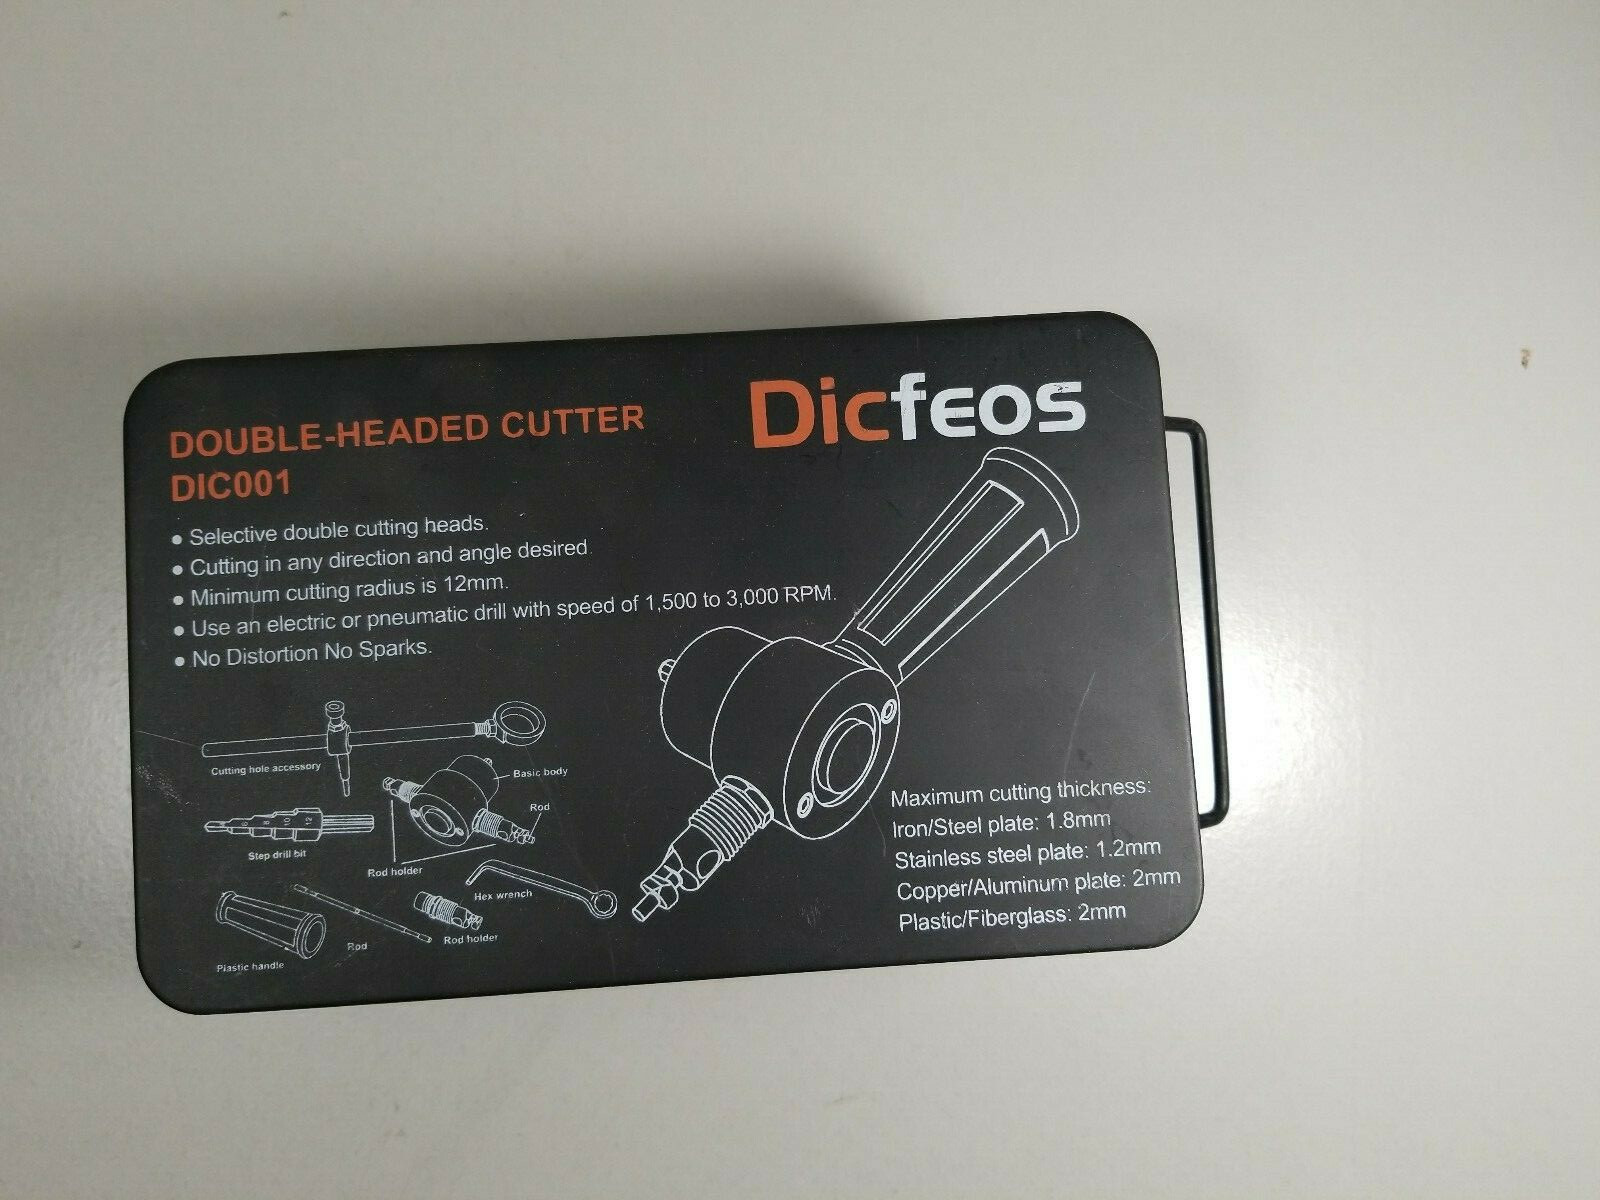 Dicfeos
DOUBLE-HEADED CUTTER
DIC001
● Selective double cutting heads.
● Cutting in any direction and angle desired.
● Minimum cutting radius is 12mm.
● Use an electric or pneumatic drill with speed of 1,500 to 3,000 RPM.
● No Distortion No Sparks.
Cutting hole accessory
Basic body
Rod
Step drill bit
Rod holder
Hex wrench
Plastic handle
Rod
Rod holder
Maximum cutting thickness:
Iron/Steel plate: 1.8mm
Stainless steel plate: 1.2mm
Copper/Aluminum plate: 2mm
Plastic/Fiberglass: 2mm